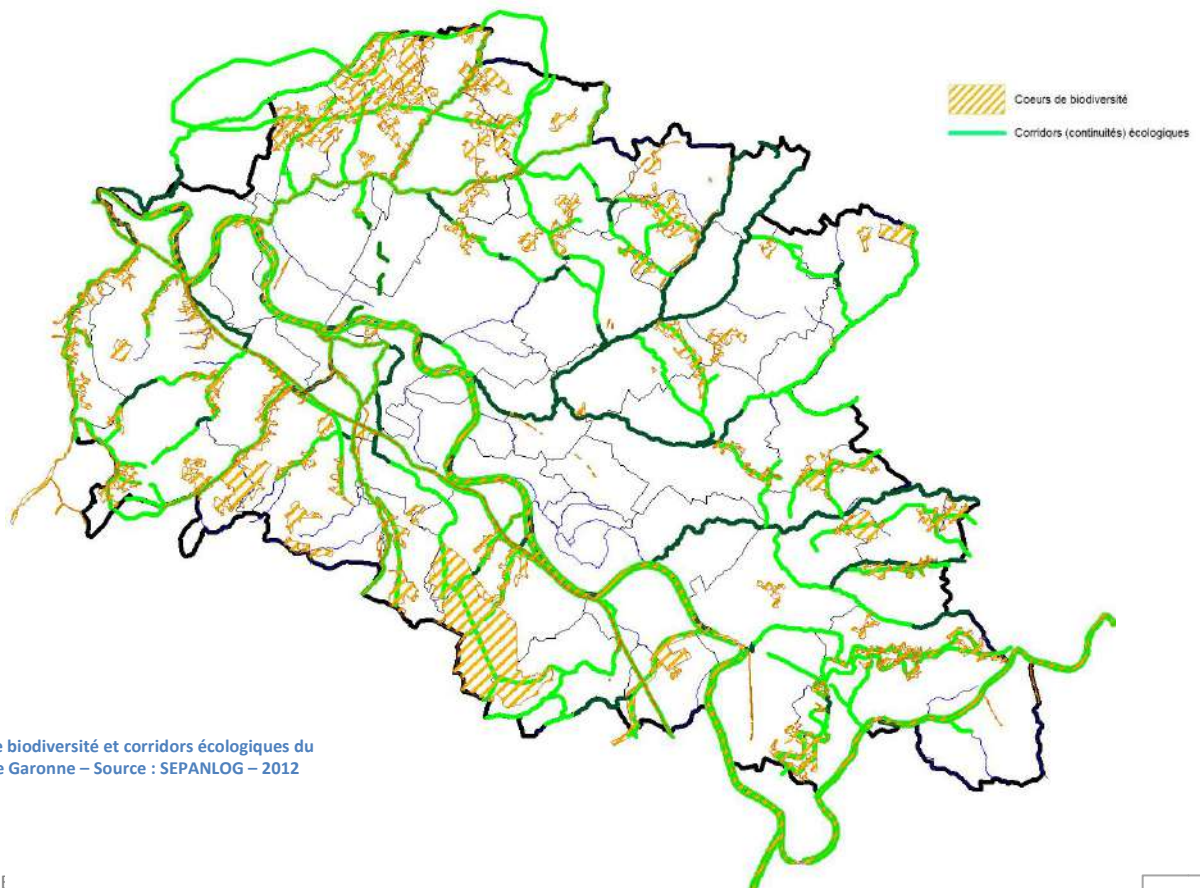 Coeurs de biodiversité
Corridors (continuités) écologiques
e biodiversité et corridors écologiques du
e Garonne – Source : SEPANLOG – 2012